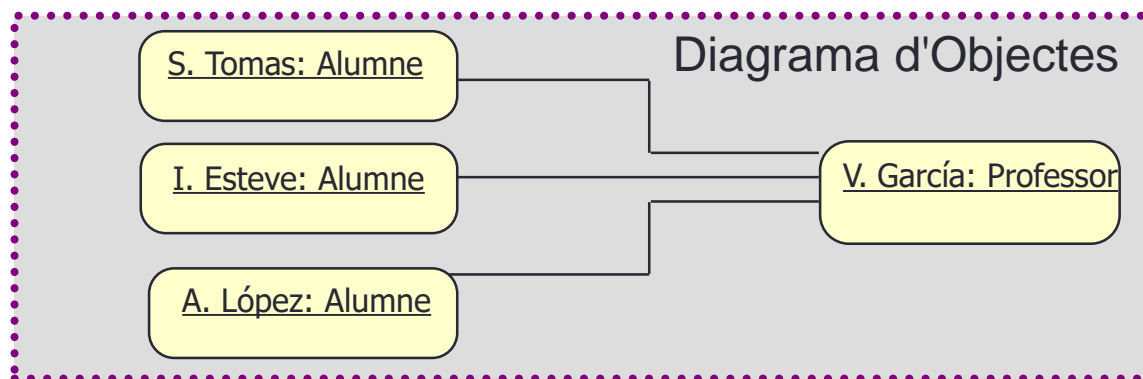 Diagrama d'Objectes
S. Tomas: Alumne
I. Esteve: Alumne
V. García: Professor
A. López: Alumne